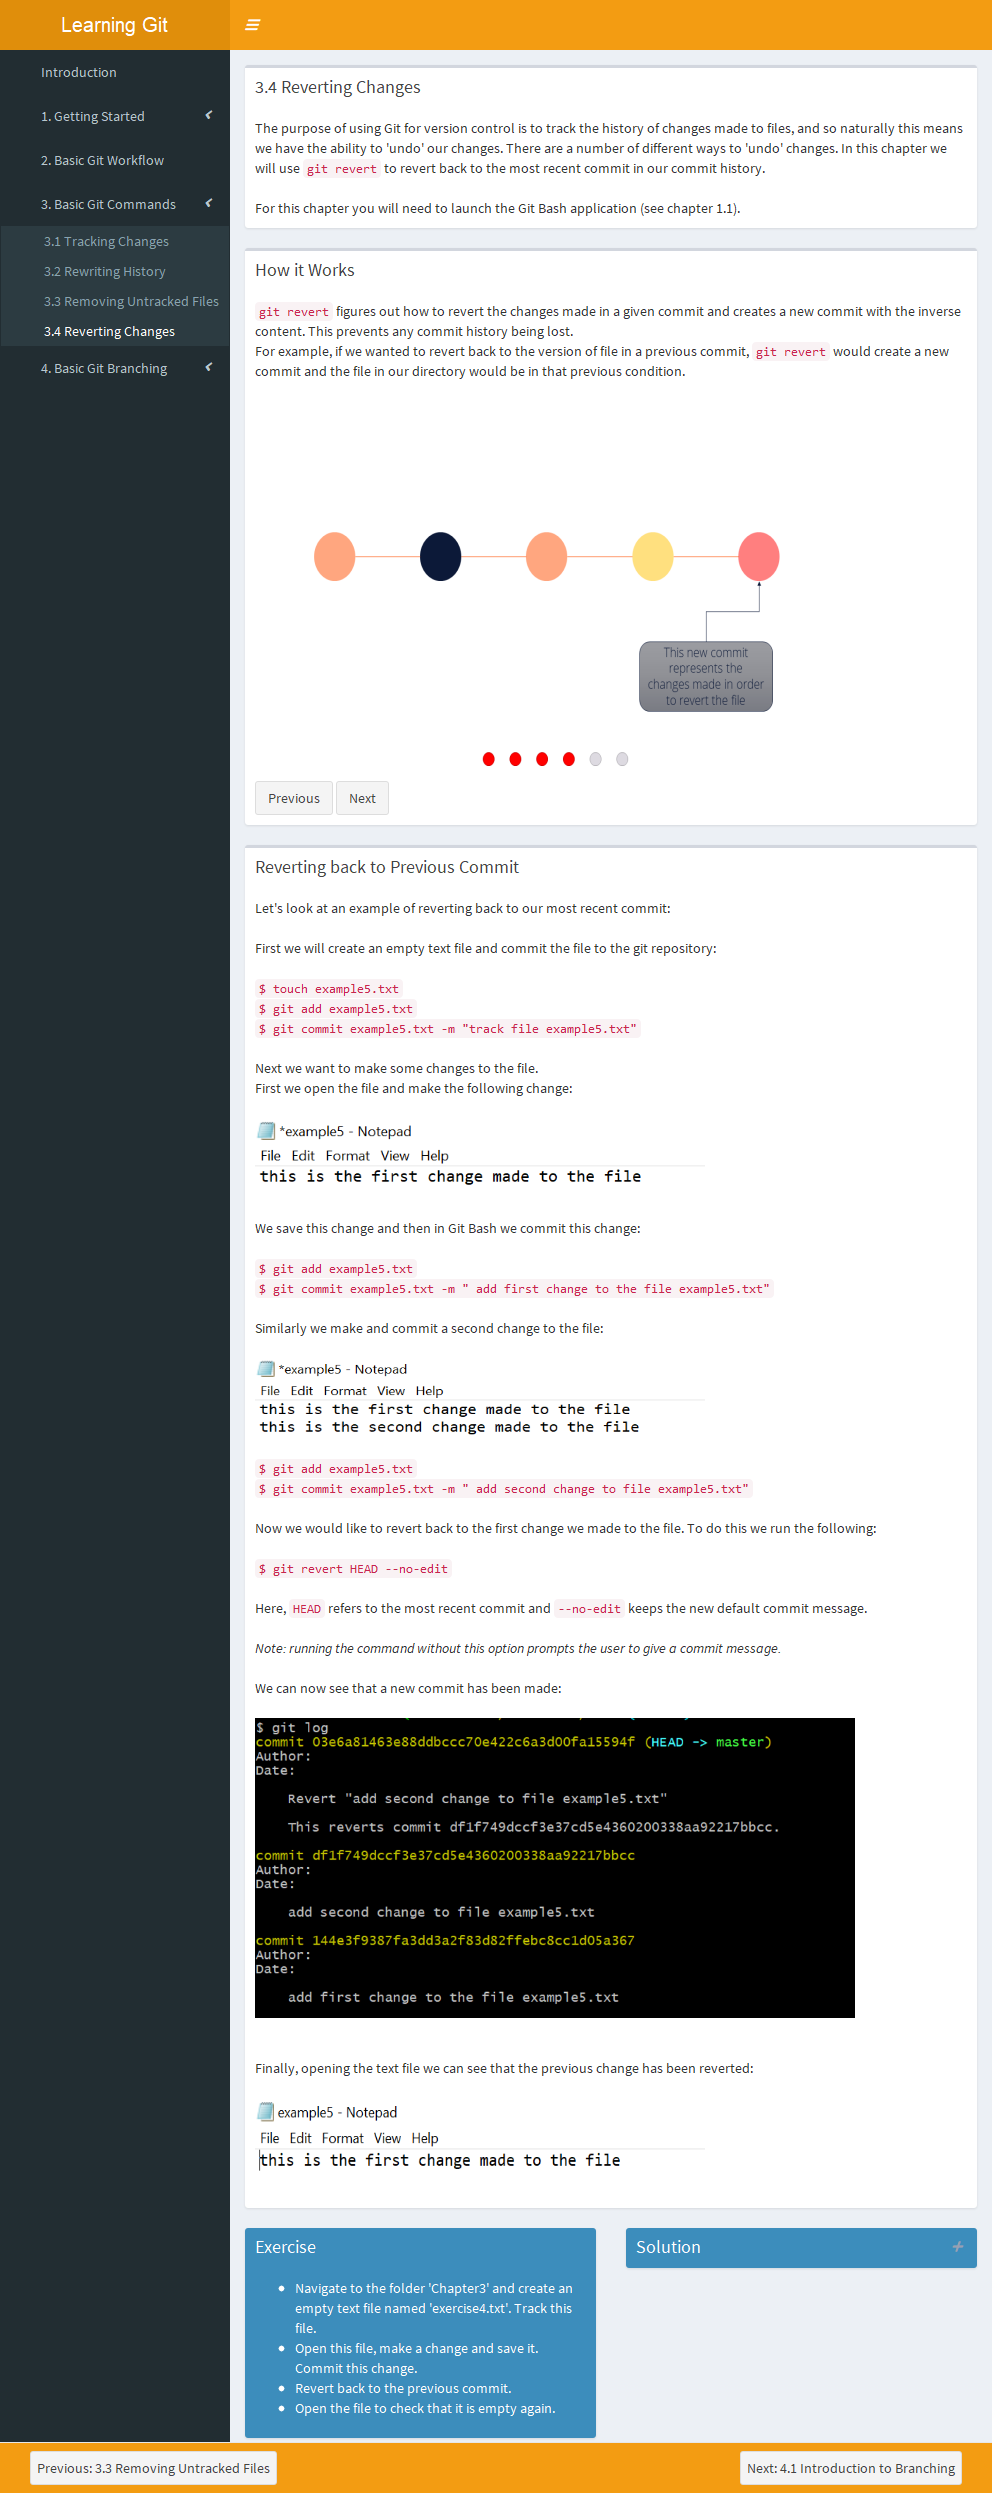 Learning Git
Introduction
1. Getting Started
2. Basic Git Workflow
3. Basic Git Commands
3.1 Tracking Changes
3.2 Rewriting History
3.3 Removing Untracked Files
3.4 Reverting Changes
4. Basic Git Branching
3.4 Reverting Changes
The purpose of using Git for version control is to track the history of changes made to files, and so naturally this means
we have the ability to 'undo' our changes. There are a number of different ways to 'undo' changes. In this chapter we
will use git revert to revert back to the most recent commit in our commit history.
For this chapter you will need to launch the Git Bash application (see chapter 1.1).
How it Works
git revert figures out how to revert the changes made in a given commit and creates a new commit with the inverse
content. This prevents any commit history being lost.
For example, if we wanted to revert back to the version of file in a previous commit, git revert would create a new
commit and the file in our directory would be in that previous condition.
This new commit
represents the
changes made in order
to revert the file
Previous Next
Reverting back to Previous Commit
Let's look at an example of reverting back to our most recent commit:
First we will create an empty text file and commit the file to the git repository:
$ touch example5.txt
$ git add example5.txt
$ git commit example5.txt -m "track file example5.txt"
Next we want to make some changes to the file.
First we open the file and make the following change:
*example5 - Notepad
File Edit Format View Help
this is the first change made to the file
We save this change and then in Git Bash we commit this change:
$ git add example5.txt
$ git commit example5.txt -m " add first change to the file example5.txt"
Similarly we make and commit a second change to the file:
*example5 - Notepad
File Edit Format View Help
this is the first change made to the file
this is the second change made to the file
$ git add example5.txt
$ git commit example5.txt -m " add second change to file example5.txt"
Now we would like to revert back to the first change we made to the file. To do this we run the following:
$ git revert HEAD --no-edit
Here, HEAD refers to the most recent commit and --no-edit keeps the new default commit message.
Note: running the command without this option prompts the user to give a commit message.
We can now see that a new commit has been made:
$ git log
commit 03e6a81463e88ddbccc70e422c6a3d00fa15594f (HEAD -> master)
Author:
Date:
Revert "add second change to file example5.txt"
This reverts commit df1f749dccf3e37cd5e4360200338aa92217bbcc.
commit df1f749dccf3e37cd5e4360200338aa92217bbcc
Author:
Date:
add second change to file example5.txt
commit 144e3f9387fa3dd3a2f83d82ffebc8cc1d05a367
Author:
Date:
add first change to the file example5.txt
Finally, opening the text file we can see that the previous change has been reverted:
example5 - Notepad
File Edit Format View Help
this is the first change made to the file
Exercise
Navigate to the folder 'Chapter3' and create an
empty text file named 'exercise4.txt'. Track this
file.
Open this file, make a change and save it.
Commit this change.
Revert back to the previous commit.
Open the file to check that it is empty again.
Solution
Previous: 3.3 Removing Untracked Files
Next: 4.1 Introduction to Branching